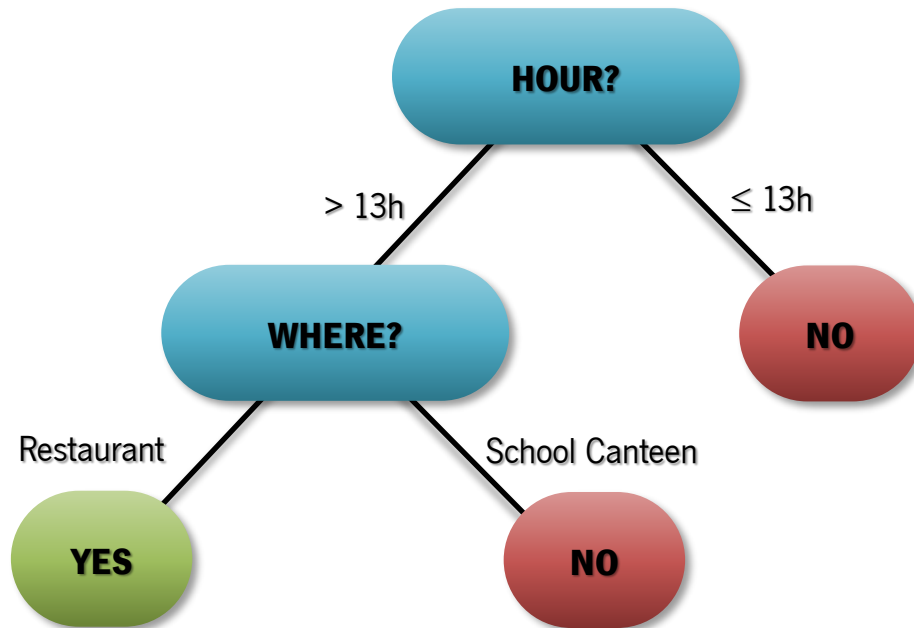 HOUR?
> 13h
≤ 13h
WHERE?
NO
Restaurant
School Canteen
YES
NO